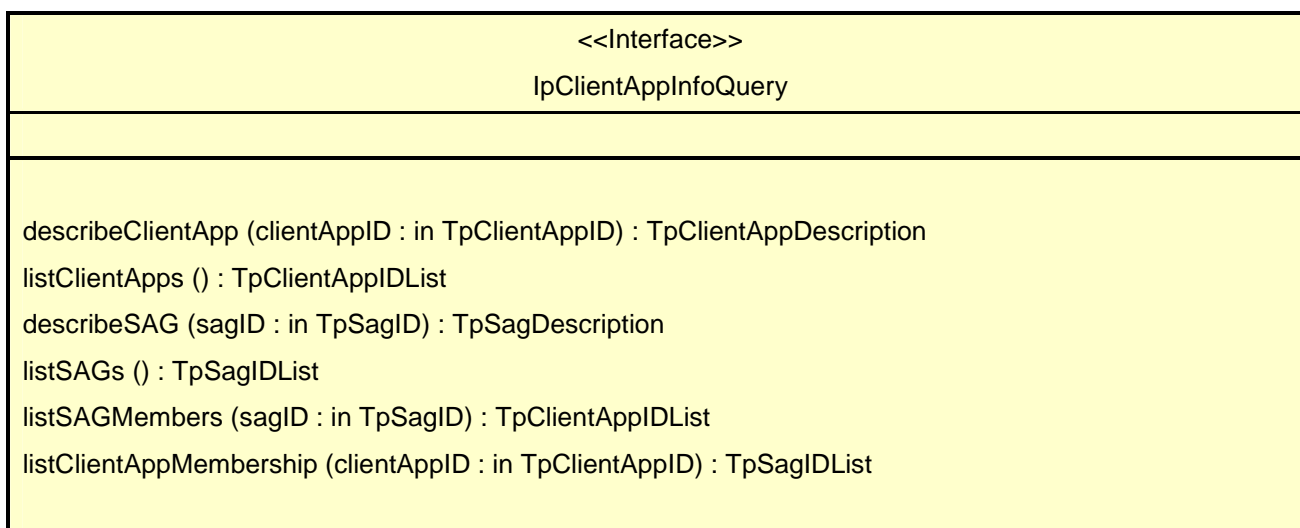 <<Interface>>
IpClientAppInfoQuery
describeClientApp (clientAppID : in TpClientAppID) : TpClientAppDescription
listClientApps () : TpClientAppIDList
describeSAG (sagID : in TpSagID) : TpSagDescription
listSAGs () : TpSagIDList
listSAGMembers (sagID : in TpSagID) : TpClientAppIDList
listClientAppMembership (clientAppID : in TpClientAppID) : TpSagIDList